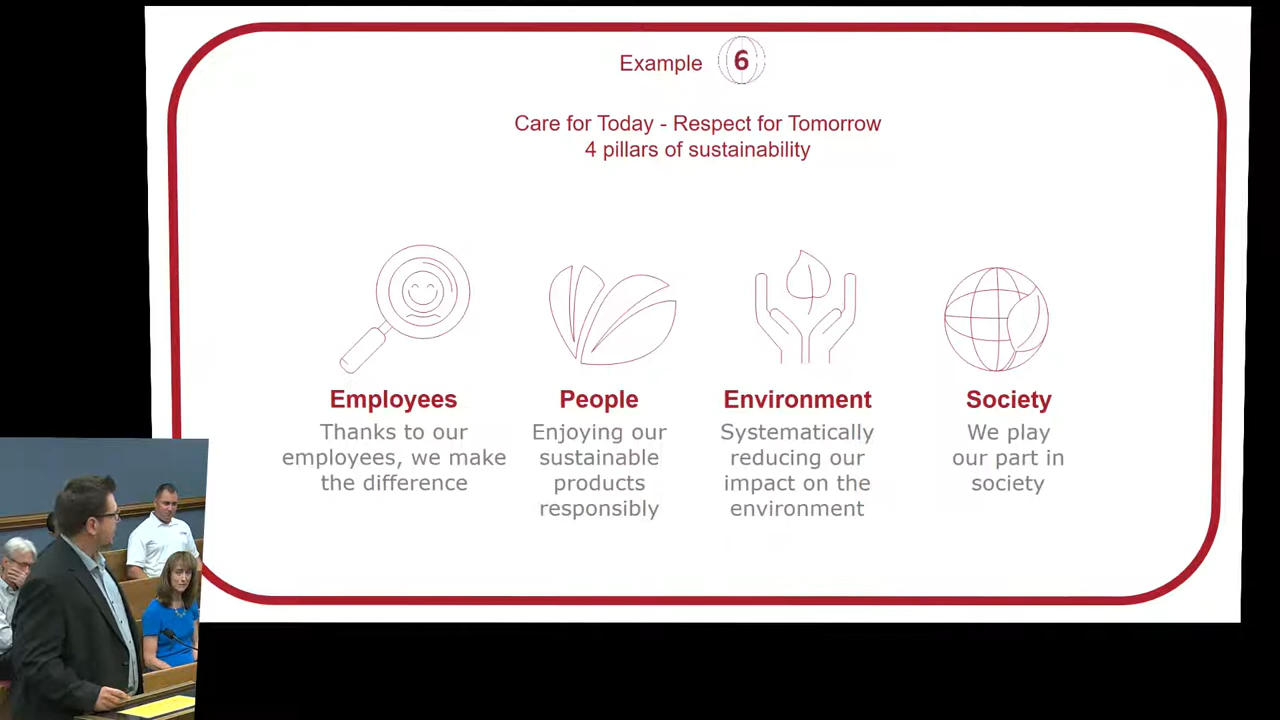 Example 6
Care for Today - Respect for Tomorrow
4 pillars of sustainability
Employees
Thanks to our
employees, we make
the difference
People
Enjoying our
sustainable
products
responsibly
Environment
Systematically
reducing our
impact on the
environment
Society
We play
our part in
society